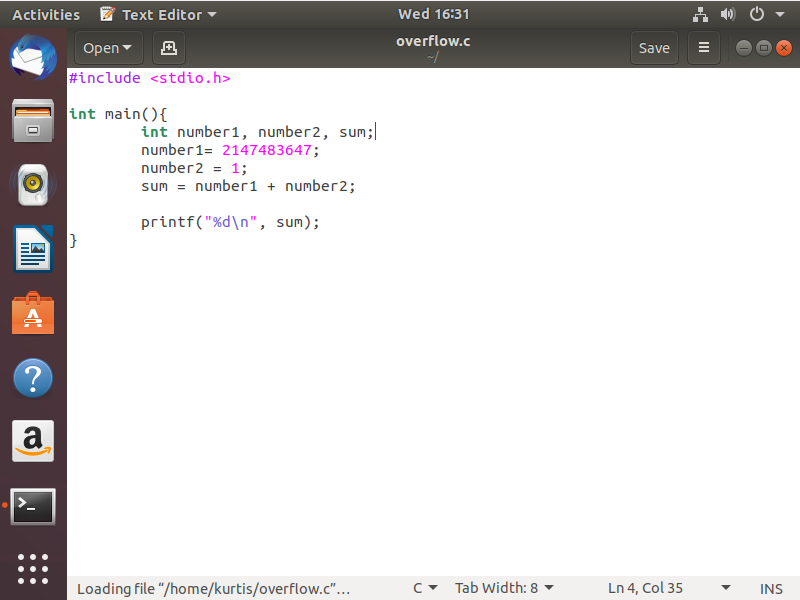 Activities Text Editor Wed 16:31
Open overflow.c Save
~/
#include <stdio.h>
int main(){
int number1, number2, sum;
number1= 2147483647;
number2 = 1;
sum = number1 + number2;
printf("%d\n", sum);
}
A
?
a
>_
Loading file “/home/kurtis/overflow.c”… C Tab Width: 8 Ln 4, Col 35 INS